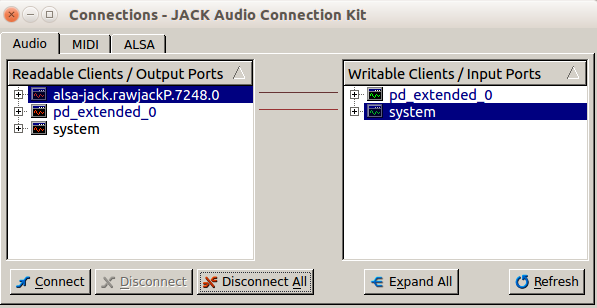 Connections - JACK Audio Connection Kit
Audio MIDI ALSA
Readable Clients / Output Ports
alsa-jack.rawjackP.7248.0
pd_extended_0
system
Writable Clients / Input Ports
pd_extended_0
system
Connect Disconnect Disconnect All Expand All Refresh